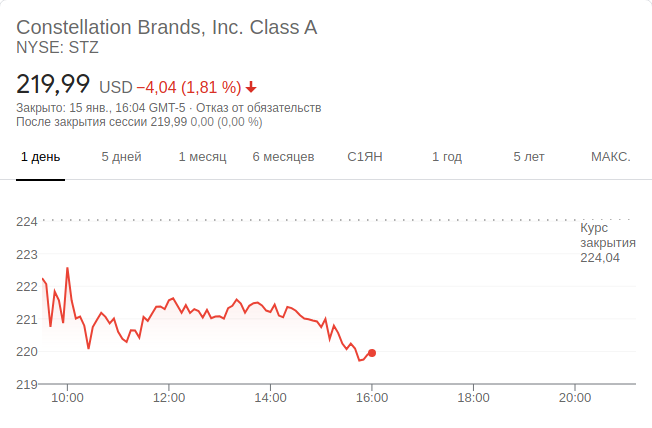 Constellation Brands, Inc. Class A
NYSE: STZ
219,99 USD −4,04 (1,81 %)
Закрыто: 15 янв., 16:04 GMT-5 · Отказ от обязательств
После закрытия сессии 219,99 0,00 (0,00 %)
1 день 5 дней 1 месяц 6 месяцев С1ЯН 1 год 5 лет МАКС.
224
Курс
закрытия
224,04
223
222
221
220
219
10:00 12:00 14:00 16:00 18:00 20:00